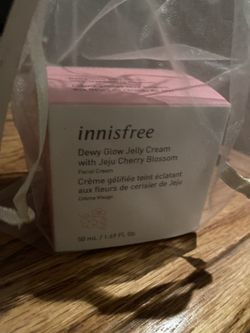 innisfree
Dewy Glow Jelly Cream
with Jeju Cherry Blossom
Facial Cream
Crème gélifiée teint éclatant
aux fleurs de cerisier de Jeju
Crème Visage
50 mL / 1.69 FL.OZ